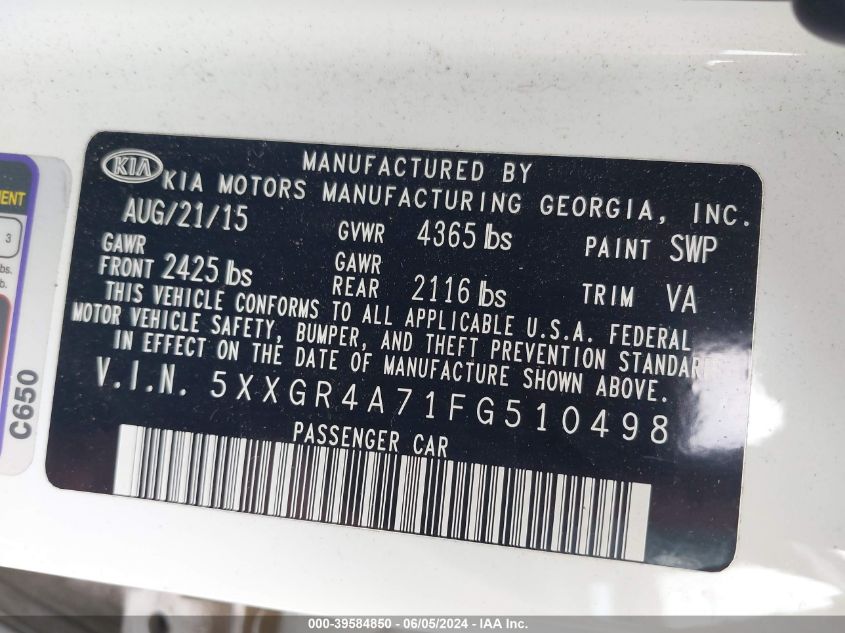 KIA
MANUFACTURED BY
KIA MOTORS MANUFACTURING GEORGIA, INC.
AUG/21/15 GVWR 4365 lbs PAINT SWP
GAWR FRONT 2425 lbs GAWR REAR 2116 lbs TRIM VA
THIS VEHICLE CONFORMS TO ALL APPLICABLE U.S.A. FEDERAL
MOTOR VEHICLE SAFETY, BUMPER, AND THEFT PREVENTION STANDARDS
IN EFFECT ON THE DATE OF MANUFACTURE SHOWN ABOVE.
V.I.N. 5XXGR4A71FG510498
PASSENGER CAR
3
C650
000-39584850 - 06/05/2024 - IAA Inc.